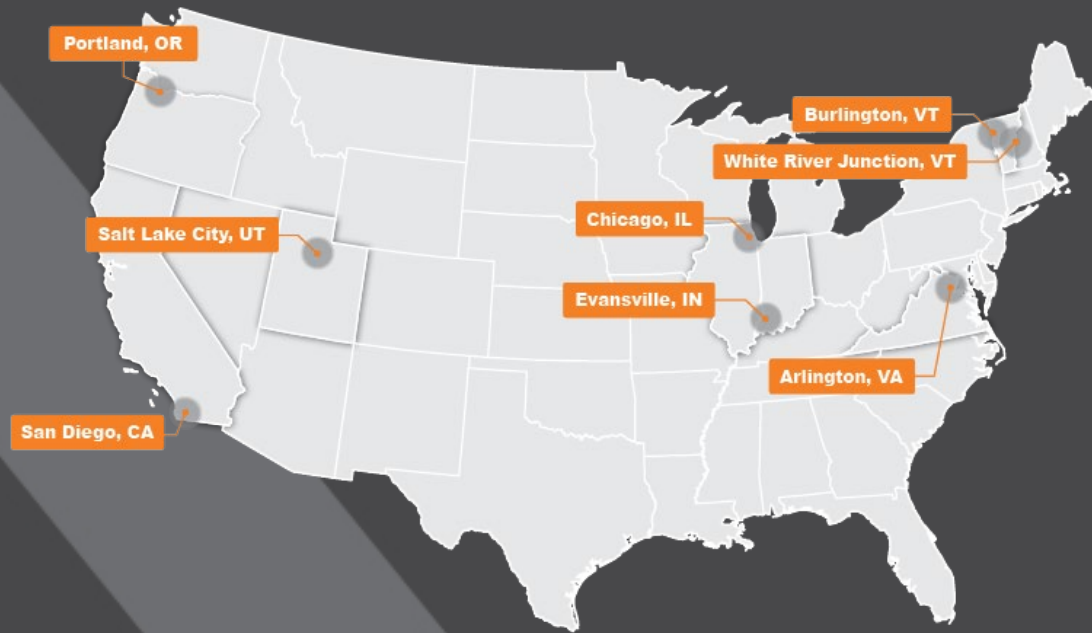 Portland, OR
Burlington, VT
White River Junction, VT
Chicago, IL
Salt Lake City, UT
Evansville, IN
Arlington, VA
San Diego, CA